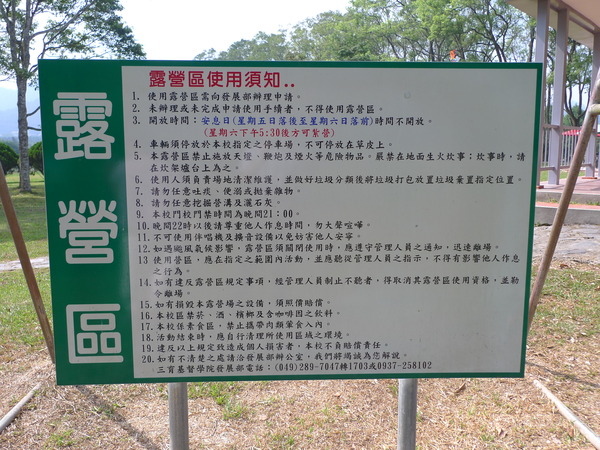 露營區
露營區使用須知..
1. 使用露營區需向發展部辦理申請。
2. 未辦理或未完成申請使用手續者，不得使用露營區。
3. 開放時間：安息日(星期五日落後至星期六日落前)時間不開放。
(星期六下午5:30後方可紮營)
4. 車輛須停放於本校指定之停車場，不可停放在草皮上。
5. 本露營區禁止施放天燈、鞭炮及煙火等危險物品。嚴禁在地面生火炊事；炊事時，請
在炊架爐台上為之。
6. 使用人須負責場地清潔維護，並做好垃圾分類後將垃圾打包放置垃圾棄置指定位置。
7. 請勿任意吐痰、便溺或拋棄雜物。
8. 請勿任意挖掘營溝及灑石灰。
9. 本校門校門禁時間為晚間21：00。
10. 晚間22時以後請尊重他人作息時間，勿大聲喧嘩。
11. 不可使用伴唱機及擴音設備以免妨害他人安寧。
12. 如遇颱風氣候影響，露營區須關閉使用時，應遵守管理人員之通知，迅速離場。
13 使用營區，應在指定之範圍內活動，並應聽從管理人員之指示，不得有影響他人作息
之行為。
14. 如有違反露營區規定事項，經管理人員制止不聽者，得取消其露營區使用資格，並勒
令離場。
15. 如有損毀本露營場之設備，須照價賠償。
16. 本校區禁菸、酒、檳榔及含咖啡因之飲料。
17. 本校係素食區，禁止攜帶肉類葷食入內。
18. 活動結束時，應自行清理所使用區域之環境。
19. 違反以上規定致造成個人損害者，本校不負賠償責任。
20. 如有不清楚之處請洽發展部辦公室，我們將竭誠為您解說。
三育基督學院發展部電話：(049)289-7047轉1703或0937-258102